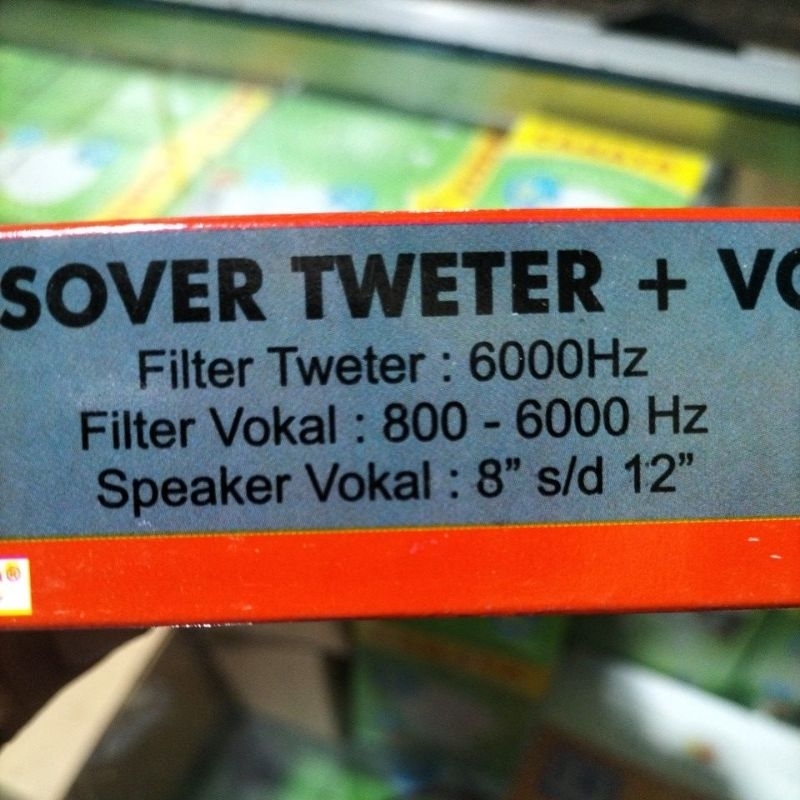 SOVER TWETER + VO
Filter Tweter : 6000Hz
Filter Vokal : 800 - 6000 Hz
Speaker Vokal : 8” s/d 12”